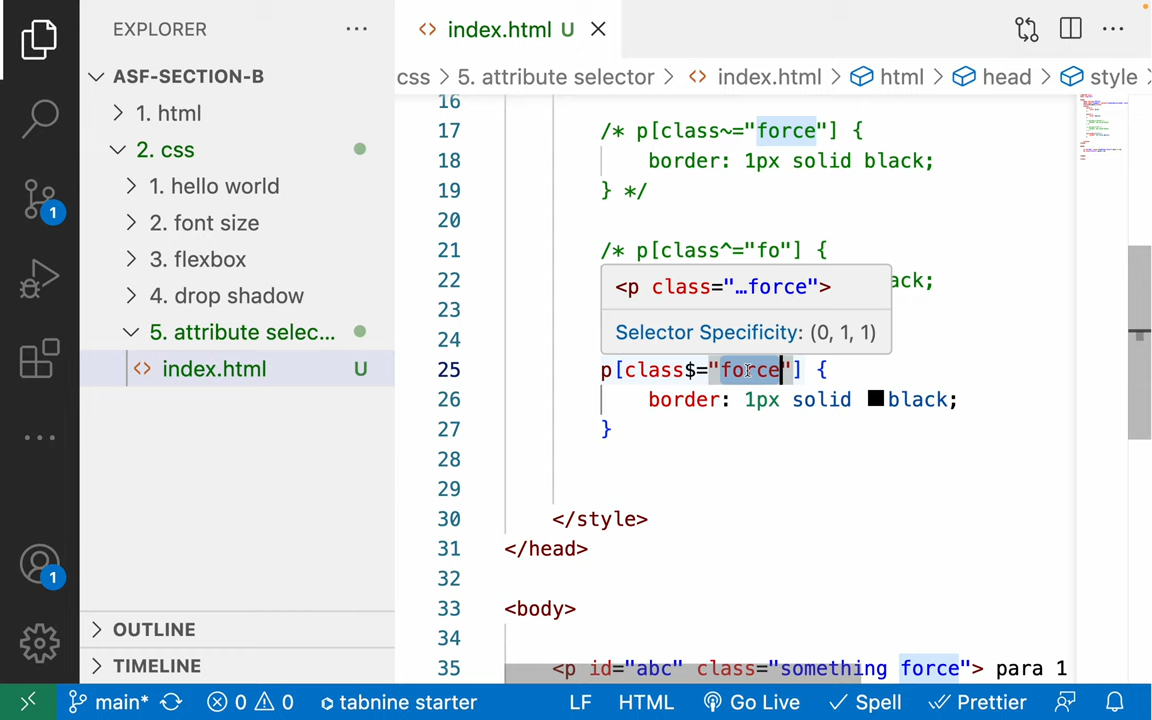 EXPLORER
index.html U
ASF-SECTION-B
css > 5. attribute selector > index.html > html > head > style >
1. html
2. css
1. hello world
2. font size
3. flexbox
4. drop shadow
5. attribute selec...
index.html U
OUTLINE
TIMELINE
16
17 /* p[class~="force"] {
18 border: 1px solid black;
19 } */
20
21 /* p[class^="fo"] {
22 ack;
<p class="…force">
23
Selector Specificity: (0, 1, 1)
24
25 p[class$="force"] {
26 border: 1px solid black;
27 }
28
29
30 </style>
31 </head>
32
33 <body>
34
35 <p id="abc" class="something force"> para 1
1
1
main* 0 0 tabnine starter LF HTML Go Live Spell Prettier